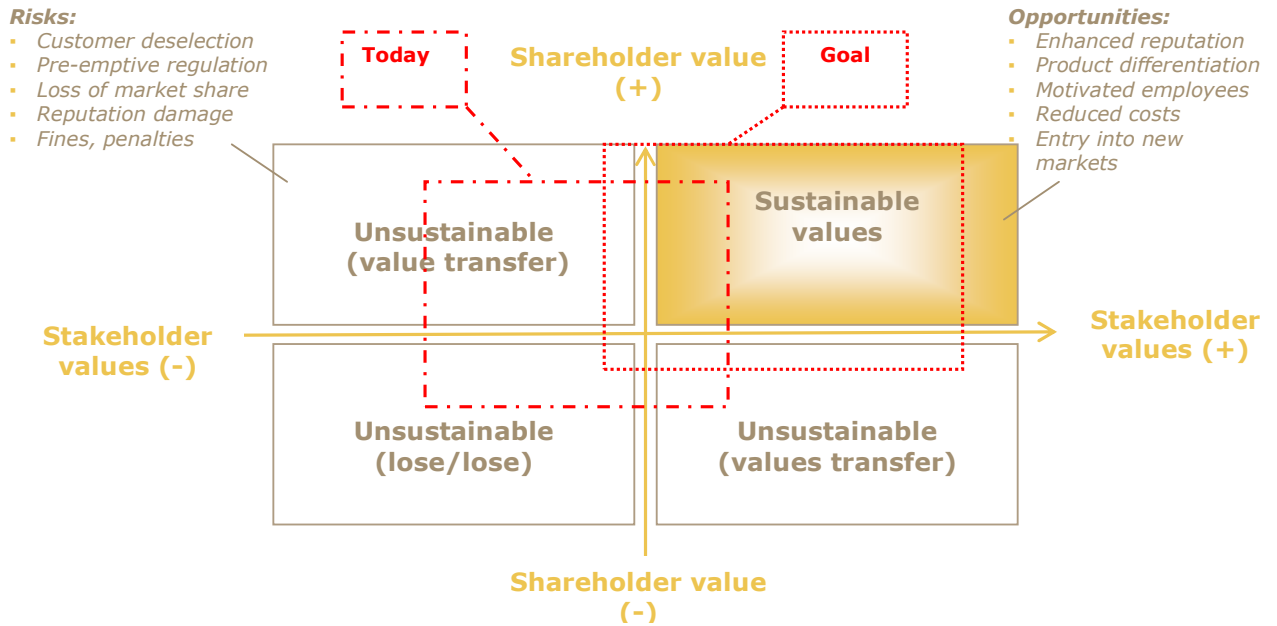 Risks:
▪ Customer deselection
▪ Pre-emptive regulation
▪ Loss of market share
▪ Reputation damage
▪ Fines, penalties
Today
Shareholder value
(+)
Goal
Opportunities:
▪ Enhanced reputation
▪ Product differentiation
▪ Motivated employees
▪ Reduced costs
▪ Entry into new
markets
Unsustainable
(value transfer)
Sustainable
values
Stakeholder
values (-)
Stakeholder
values (+)
Unsustainable
(lose/lose)
Unsustainable
(values transfer)
Shareholder value
(-)